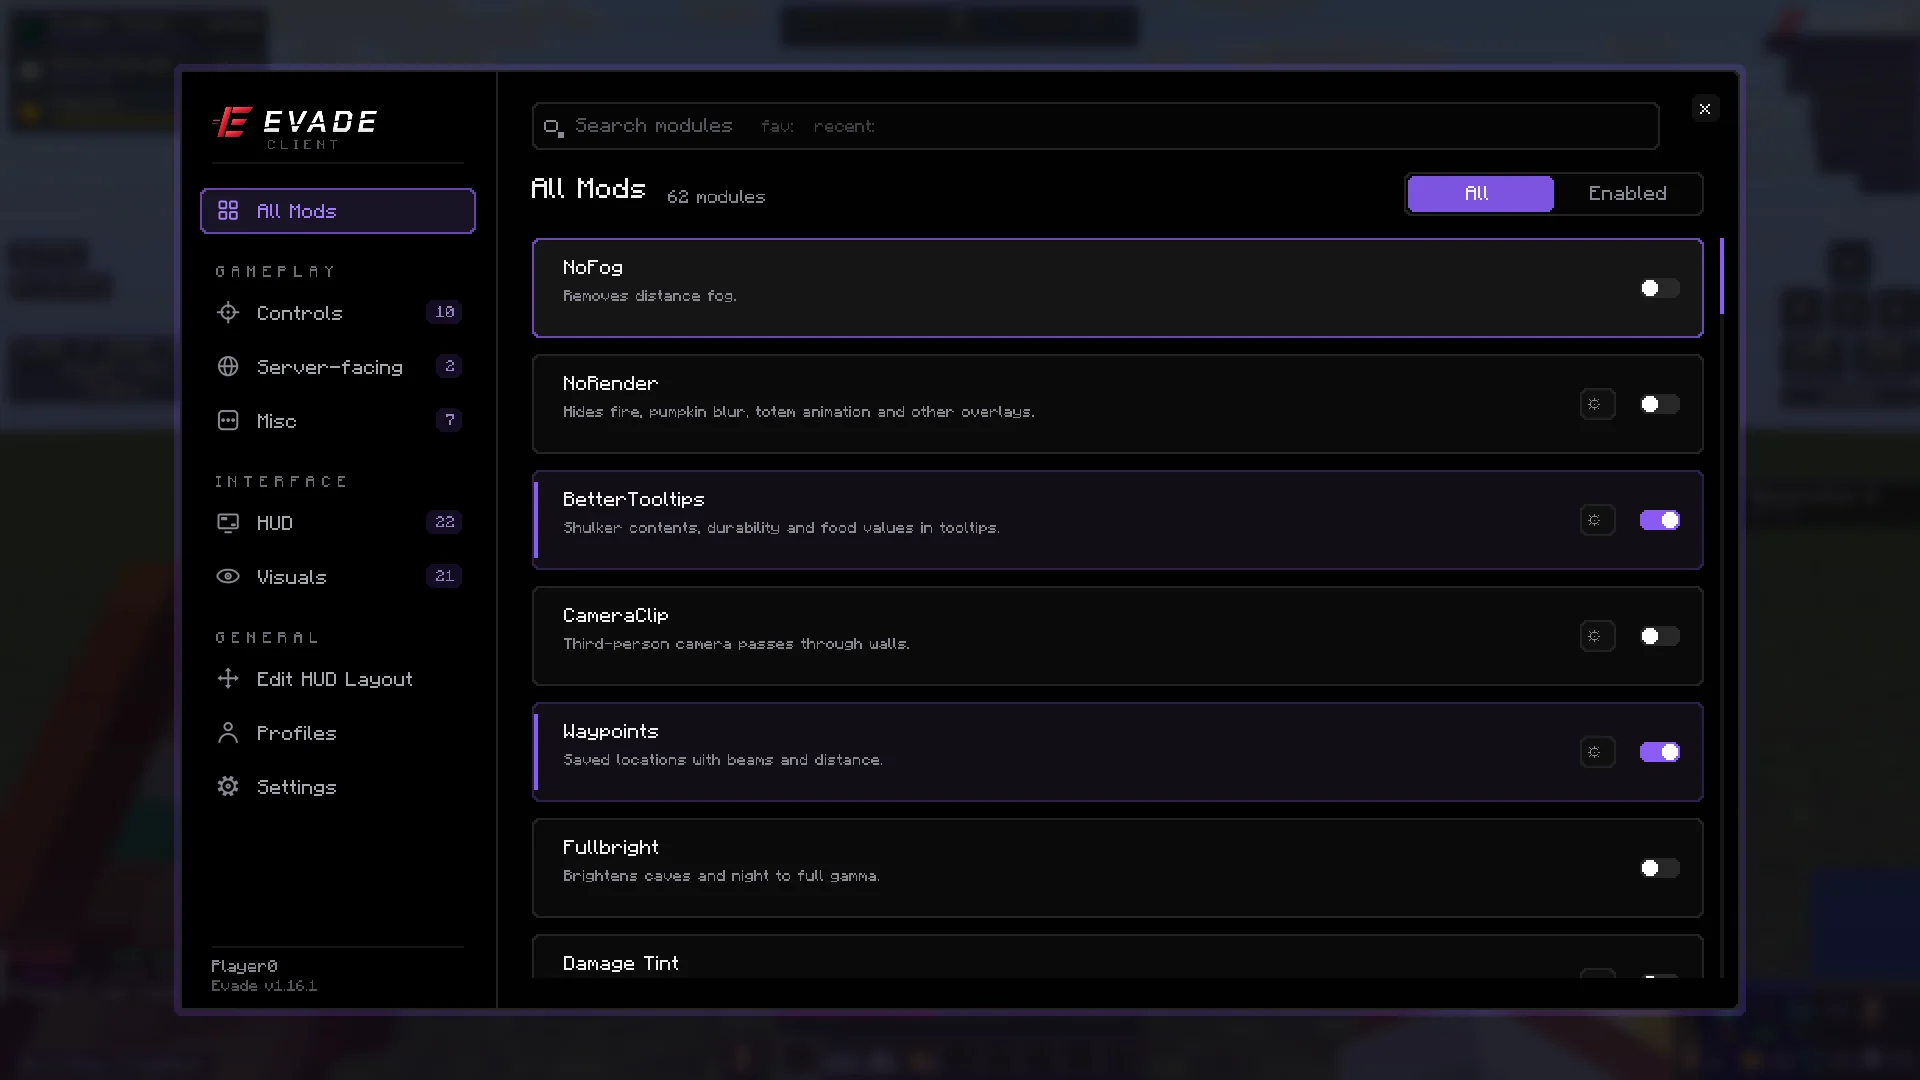 EVADE
CLIENT
All Mods
GAMEPLAY
Controls 10
Server-facing 2
Misc 7
INTERFACE
HUD 22
Visuals 21
GENERAL
Edit HUD Layout
Profiles
Settings
Player0
Evade v1.16.1
Search modules fav: recent:
All Mods 62 modules
All Enabled
NoFog
Removes distance fog.
NoRender
Hides fire, pumpkin blur, totem animation and other overlays.
BetterTooltips
Shulker contents, durability and food values in tooltips.
CameraClip
Third-person camera passes through walls.
Waypoints
Saved locations with beams and distance.
Fullbright
Brightens caves and night to full gamma.
Damage Tint